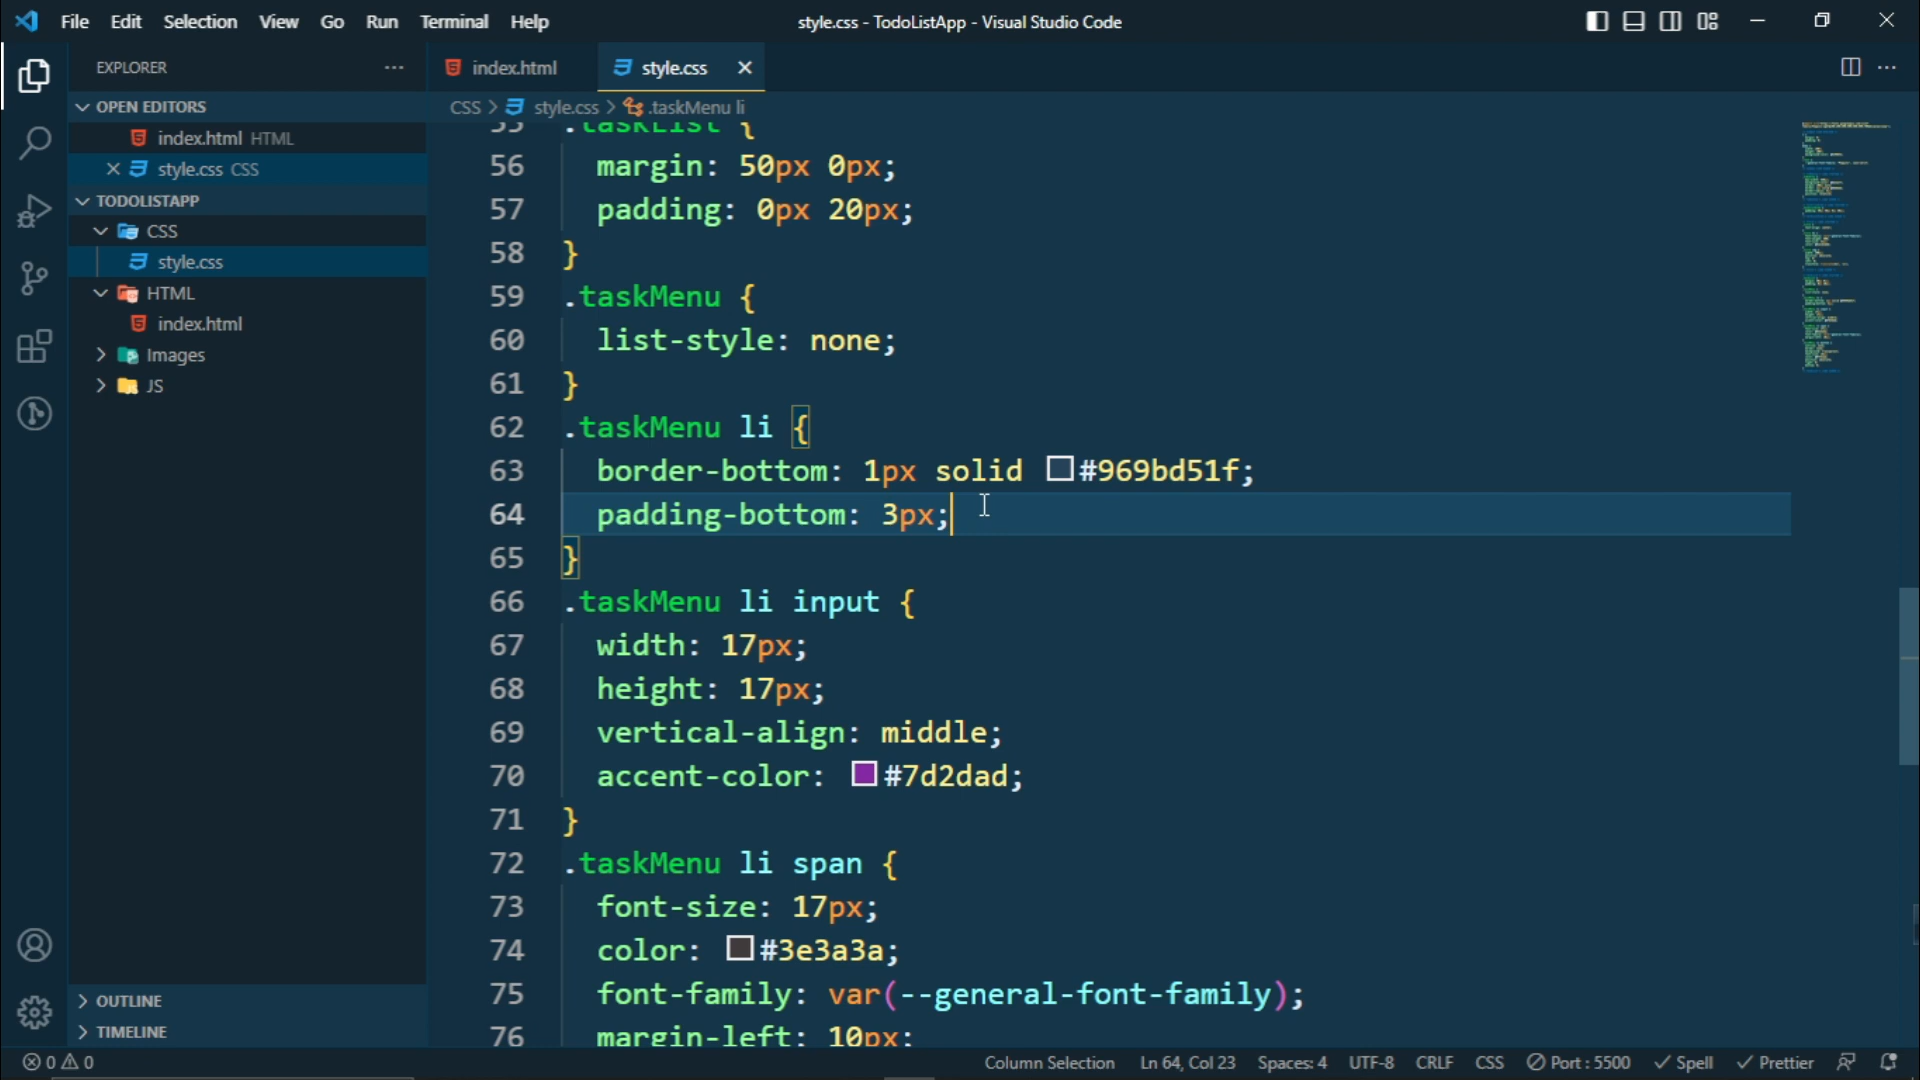 File Edit Selection View Go Run Terminal Help
style.css - TodoListApp - Visual Studio Code
EXPLORER
OPEN EDITORS
index.html HTML
style.css CSS
TODOLISTAPP
CSS
style.css
HTML
index.html
Images
JS
OUTLINE
TIMELINE
index.html
style.css
CSS > style.css > .taskMenu li
55 .taskList {
56 margin: 50px 0px;
57 padding: 0px 20px;
58 }
59 .taskMenu {
60 list-style: none;
61 }
62 .taskMenu li {
63 border-bottom: 1px solid #969bd51f;
64 padding-bottom: 3px;
65 }
66 .taskMenu li input {
67 width: 17px;
68 height: 17px;
69 vertical-align: middle;
70 accent-color: #7d2dad;
71 }
72 .taskMenu li span {
73 font-size: 17px;
74 color: #3e3a3a;
75 font-family: var(--general-font-family);
76 margin-left: 10px;
0 0
Column Selection Ln 64, Col 23 Spaces: 4 UTF-8 CRLF CSS Port : 5500 Spell Prettier